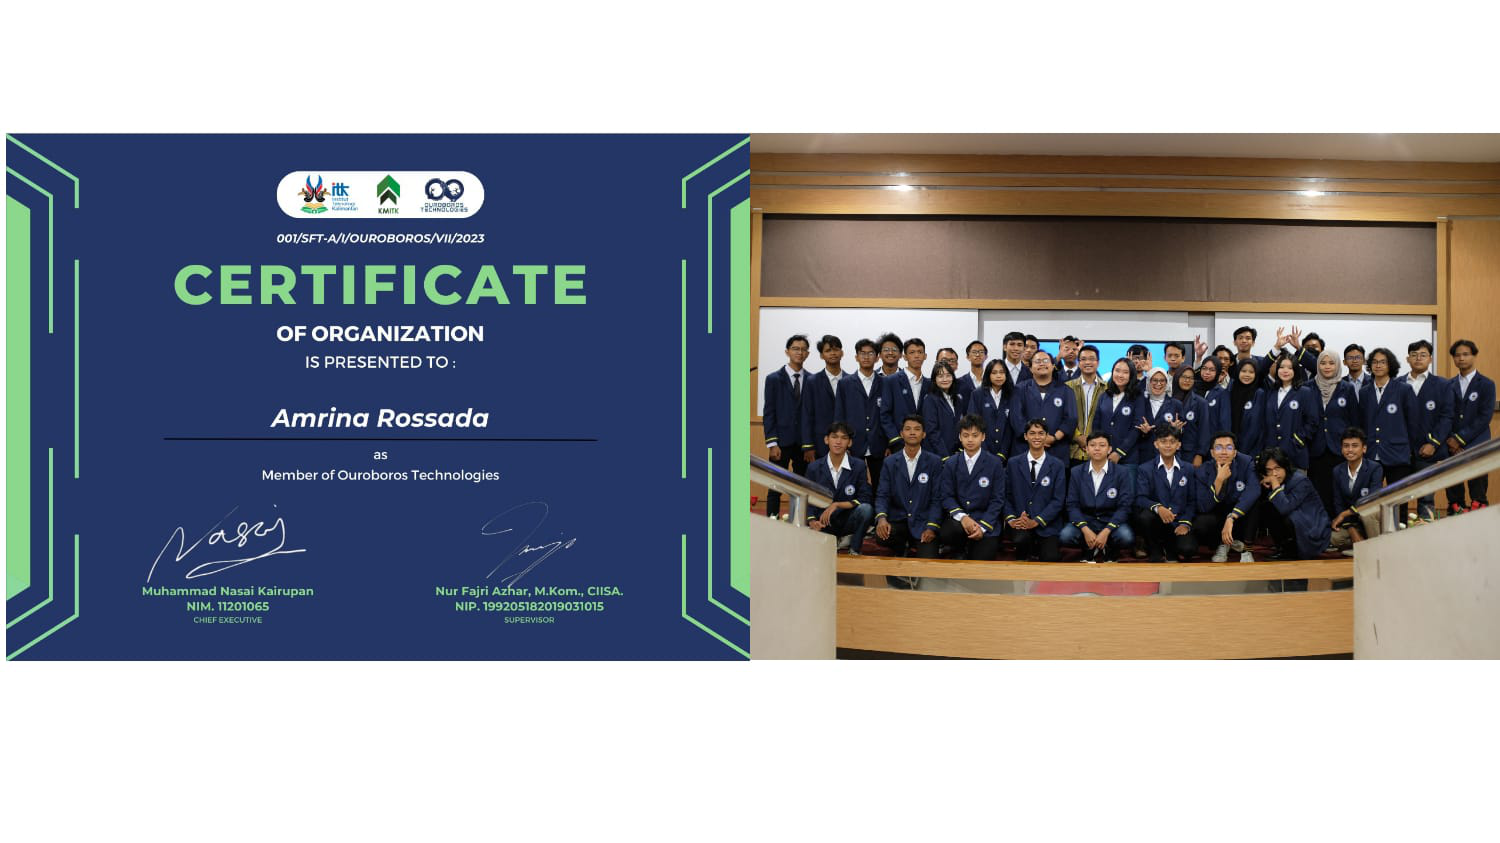 itk
Institut
Teknologi
Kalimantan
KMITK
OUROBOROS
TECHNOLOGIES
001/SFT-A/I/OUROBOROS/VII/2023
CERTIFICATE
OF ORGANIZATION
IS PRESENTED TO :
Amrina Rossada
as
Member of Ouroboros Technologies
Nasai
Muhammad Nasai Kairupan
NIM. 11201065
CHIEF EXECUTIVE
Nur Fajri Azhar, M.Kom., CIISA.
NIP. 199205182019031015
SUPERVISOR